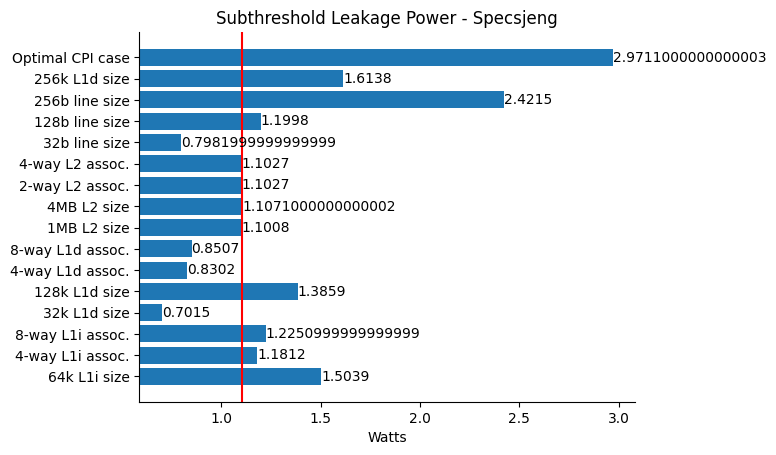 Subthreshold Leakage Power - Specsjeng
Optimal CPI case 2.9711000000000003
256k L1d size 1.6138
256b line size 2.4215
128b line size 1.1998
32b line size 0.7981999999999999
4-way L2 assoc. 1.1027
2-way L2 assoc. 1.1027
4MB L2 size 1.1071000000000002
1MB L2 size 1.1008
8-way L1d assoc. 0.8507
4-way L1d assoc. 0.8302
128k L1d size 1.3859
32k L1d size 0.7015
8-way L1i assoc. 1.2250999999999999
4-way L1i assoc. 1.1812
64k L1i size 1.5039
1.0 1.5 2.0 2.5 3.0
Watts